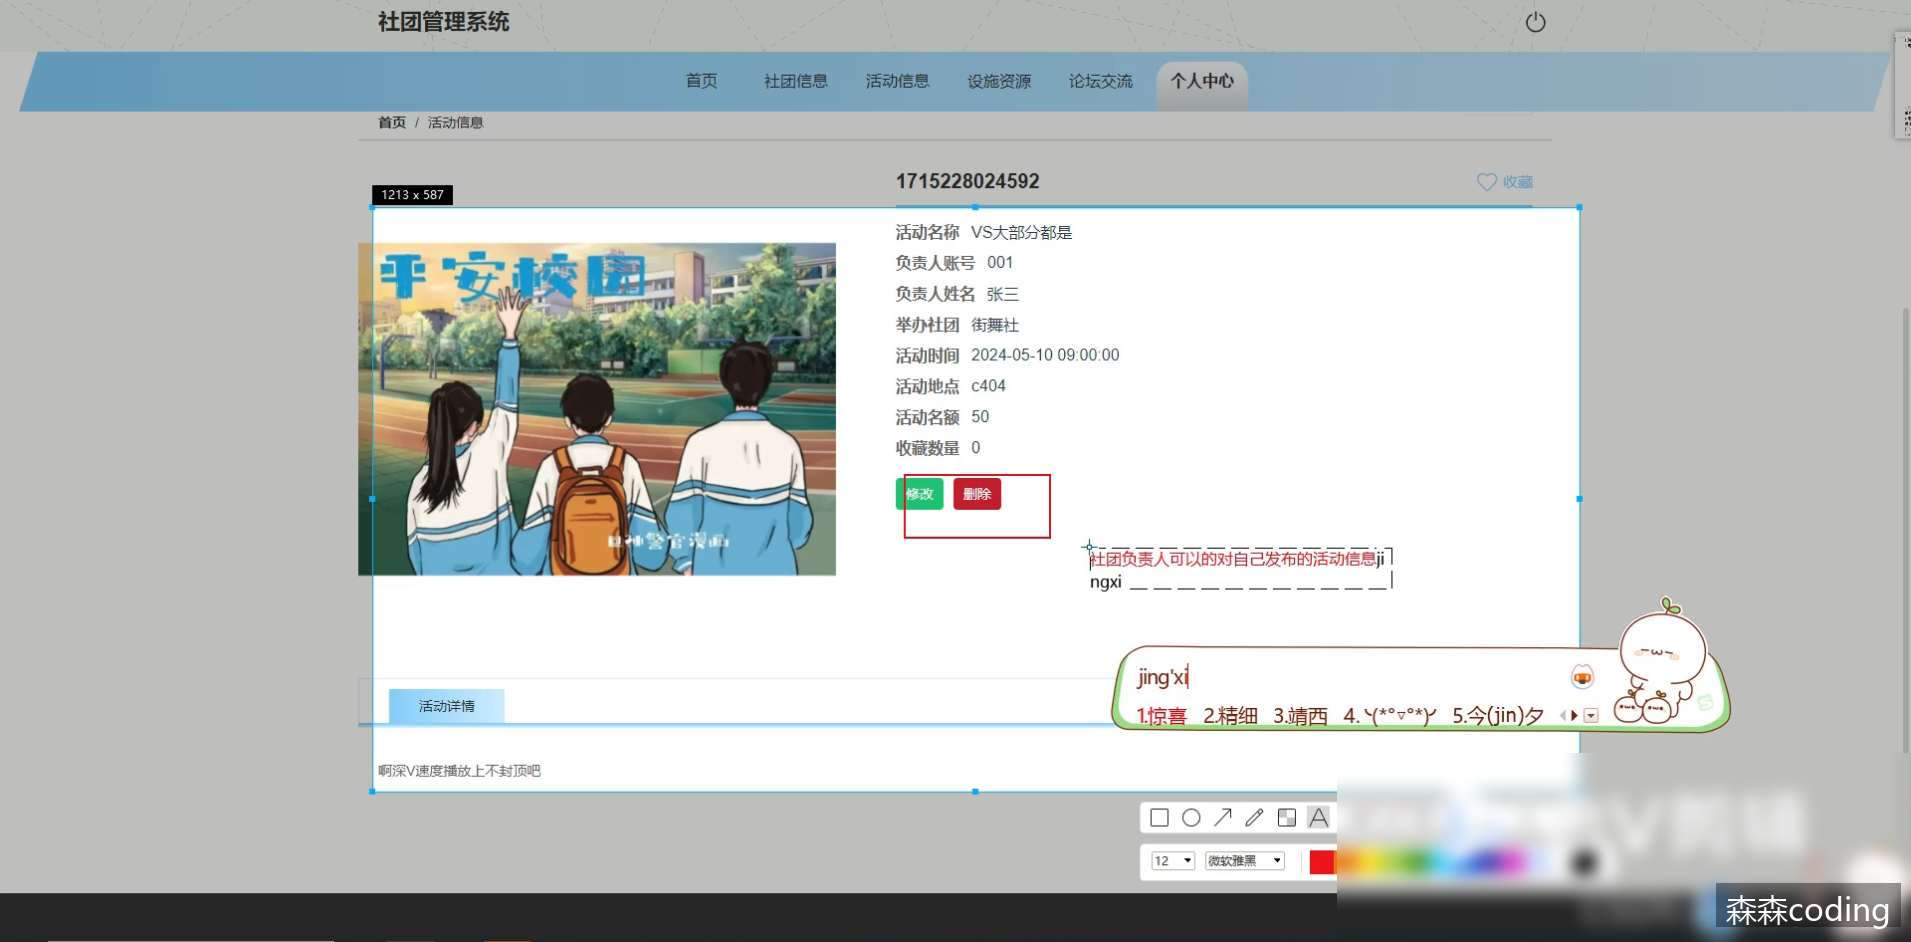 社团管理系统
首页 社团信息 活动信息 设施资源 论坛交流 个人中心
首页 / 活动信息
1213 x 587
1715228024592
收藏
平安校园
活动名称 VS大部分都是
负责人账号 001
负责人姓名 张三
举办社团 街舞社
活动时间 2024-05-10 09:00:00
活动地点 c404
活动名额 50
收藏数量 0
修改 删除
社团负责人可以的对自己发布的活动信息ji
ngxi
jing'xi
1.惊喜 2.精细 3.靖西 4.ヽ(*°▽°*)ノ 5.今(jin)夕
活动详情
啊深V速度播放上不封顶吧
A
12 微软雅黑
森森coding